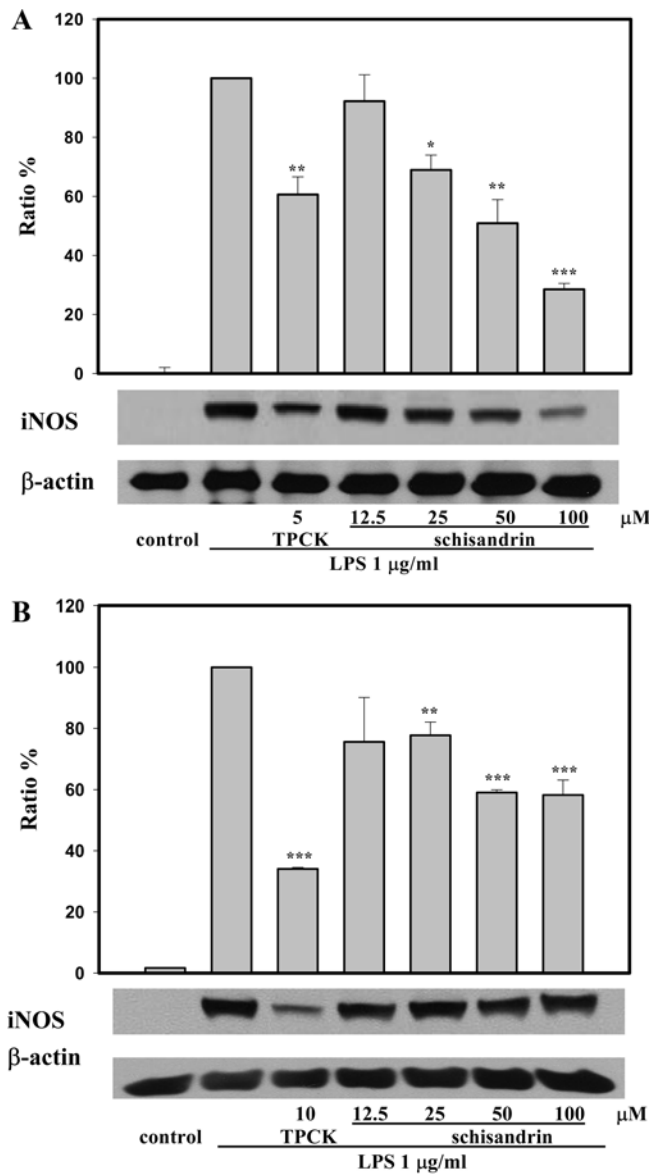 A
120
100
80
60
40
20
0
Ratio %
**
*
**
***
iNOS
β-actin
5 12.5 25 50 100 μM
control TPCK schisandrin
LPS 1 μg/ml
B
120
100
80
60
40
20
0
Ratio %
***
**
***
***
iNOS
β-actin
10 12.5 25 50 100 μM
control TPCK schisandrin
LPS 1 μg/ml